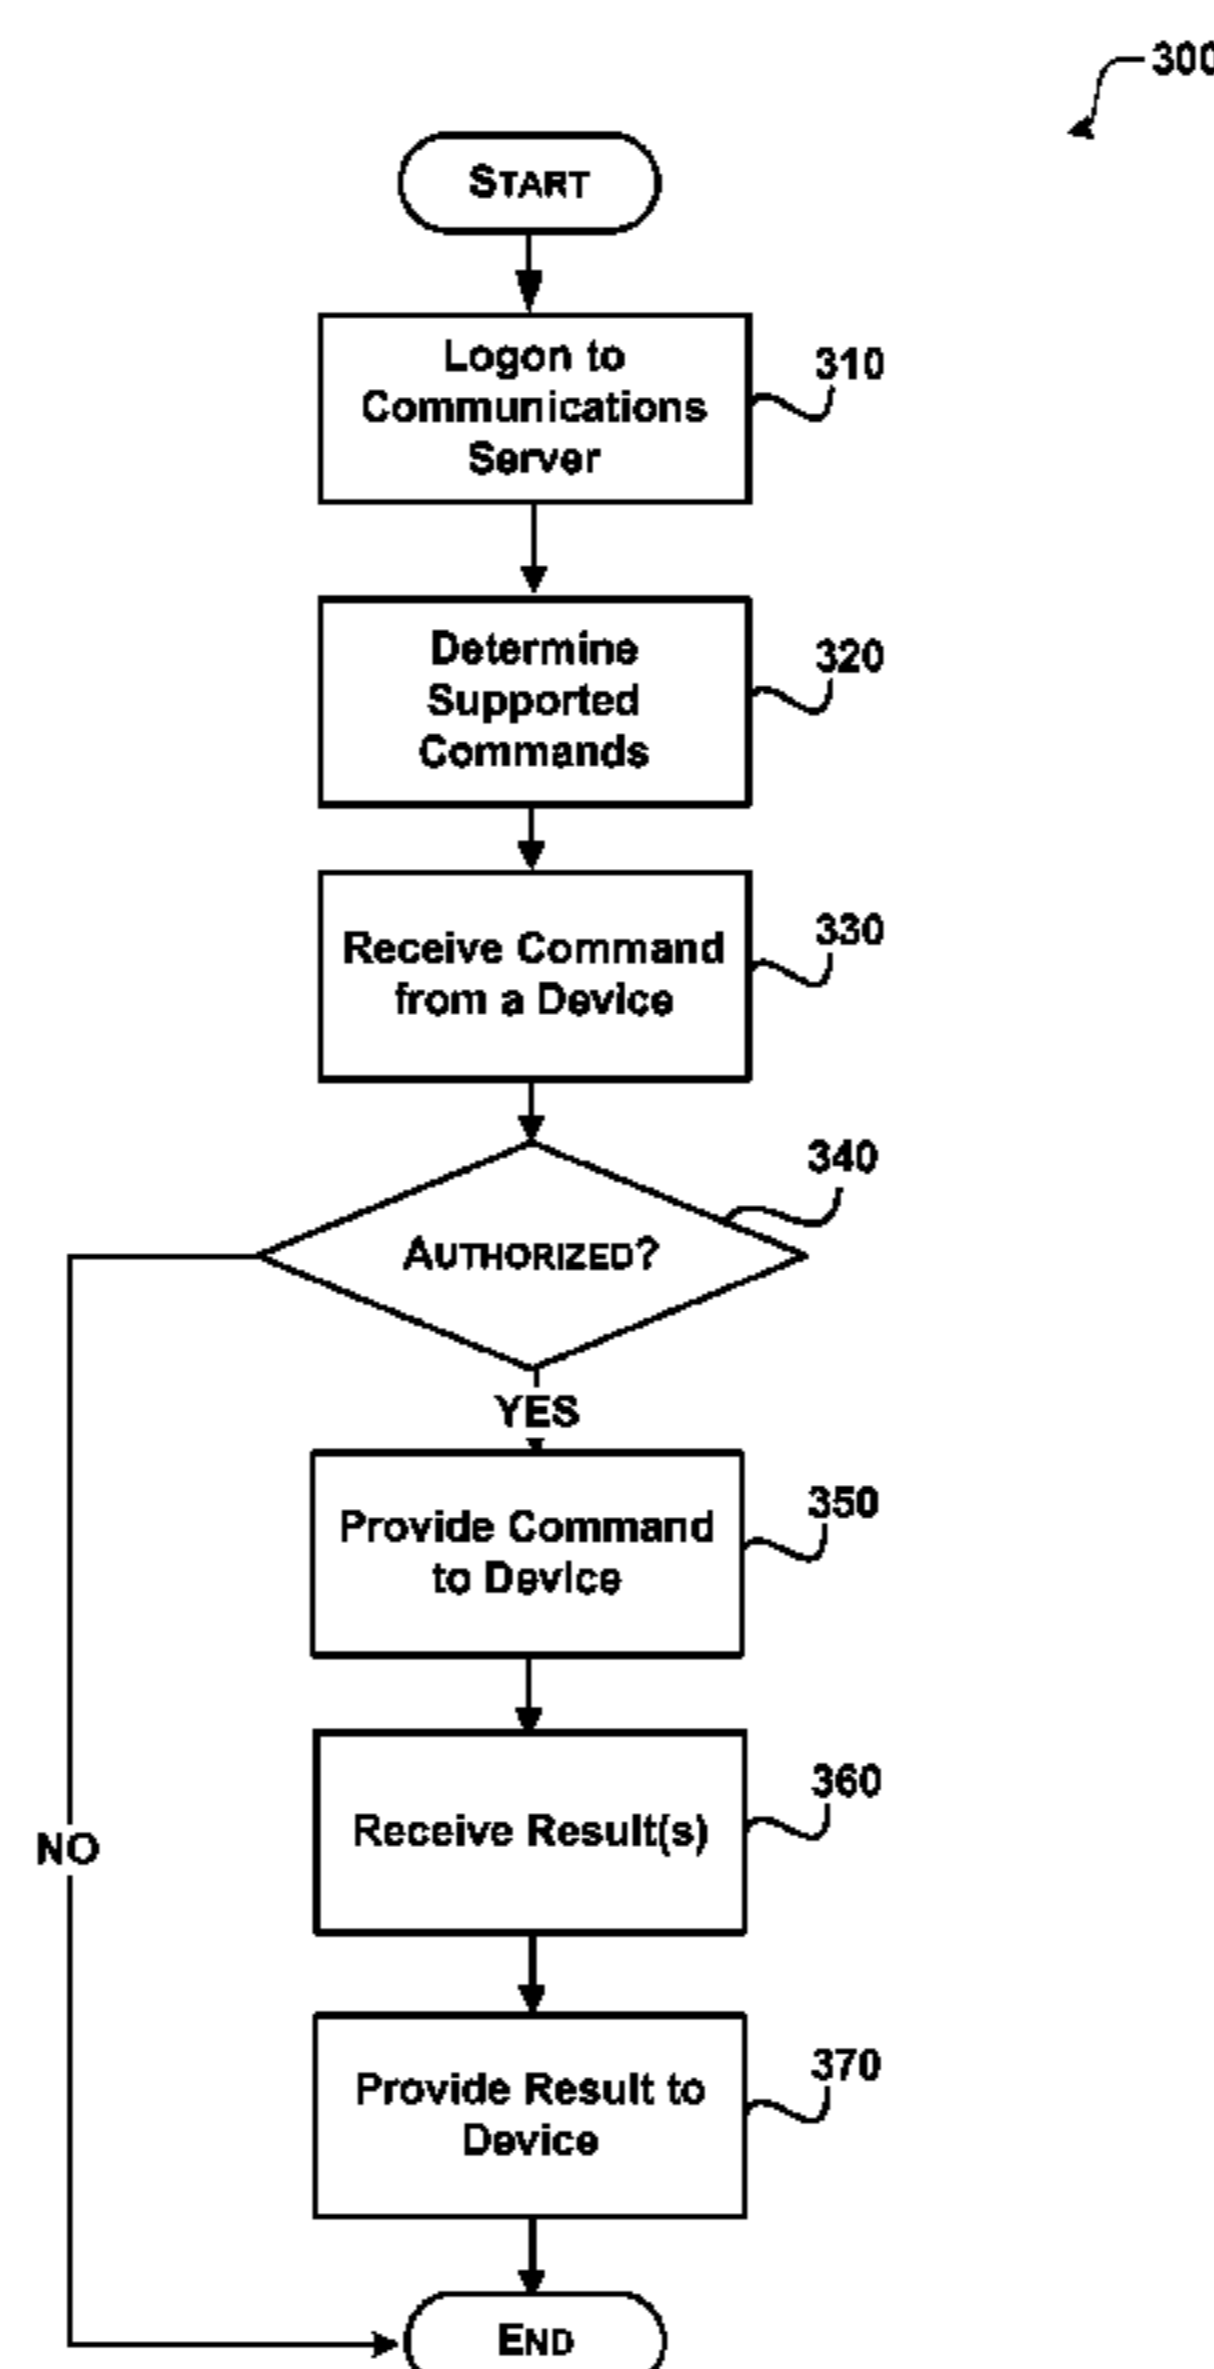 300
START
Logon to
Communications
Server
310
Determine
Supported
Commands
320
Receive Command
from a Device
330
340
AUTHORIZED?
YES
Provide Command
to Device
350
Receive Result(s)
360
NO
Provide Result to
Device
370
END